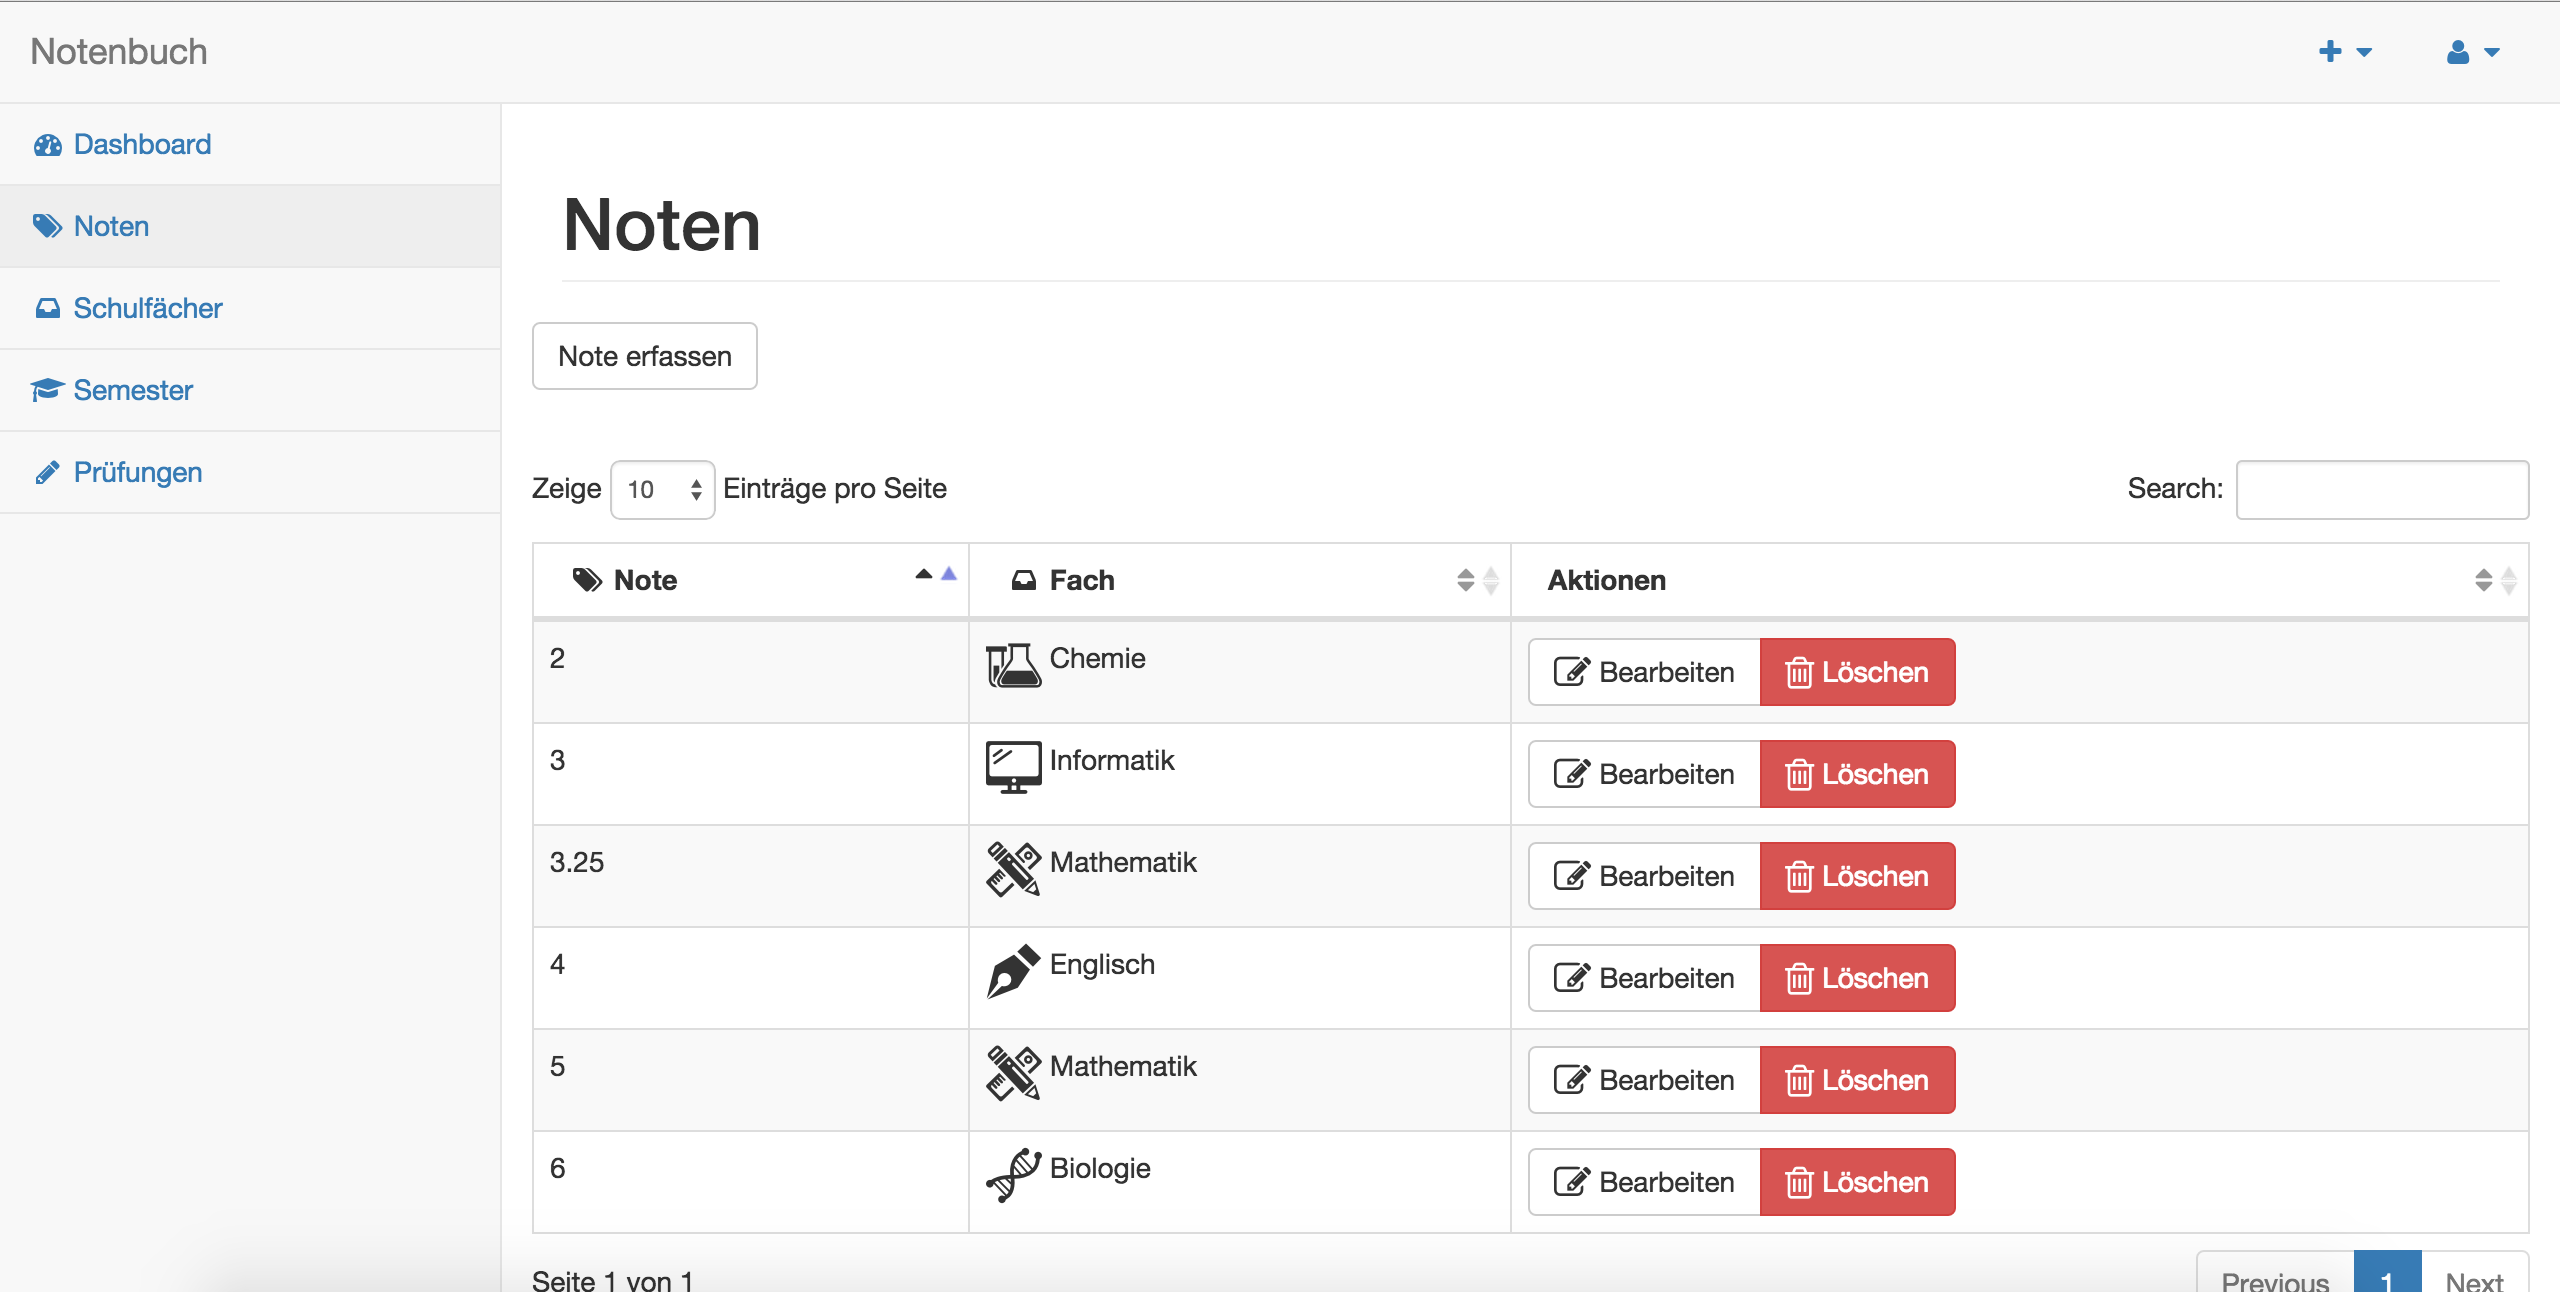 Notenbuch
Dashboard
Noten
Schulfächer
Semester
Prüfungen
Noten
Note erfassen
Zeige 10 Einträge pro Seite
Search:
Note Fach Aktionen
2 Chemie Bearbeiten Löschen
3 Informatik Bearbeiten Löschen
3.25 Mathematik Bearbeiten Löschen
4 Englisch Bearbeiten Löschen
5 Mathematik Bearbeiten Löschen
6 Biologie Bearbeiten Löschen
Seite 1 von 1
Previous 1 Next